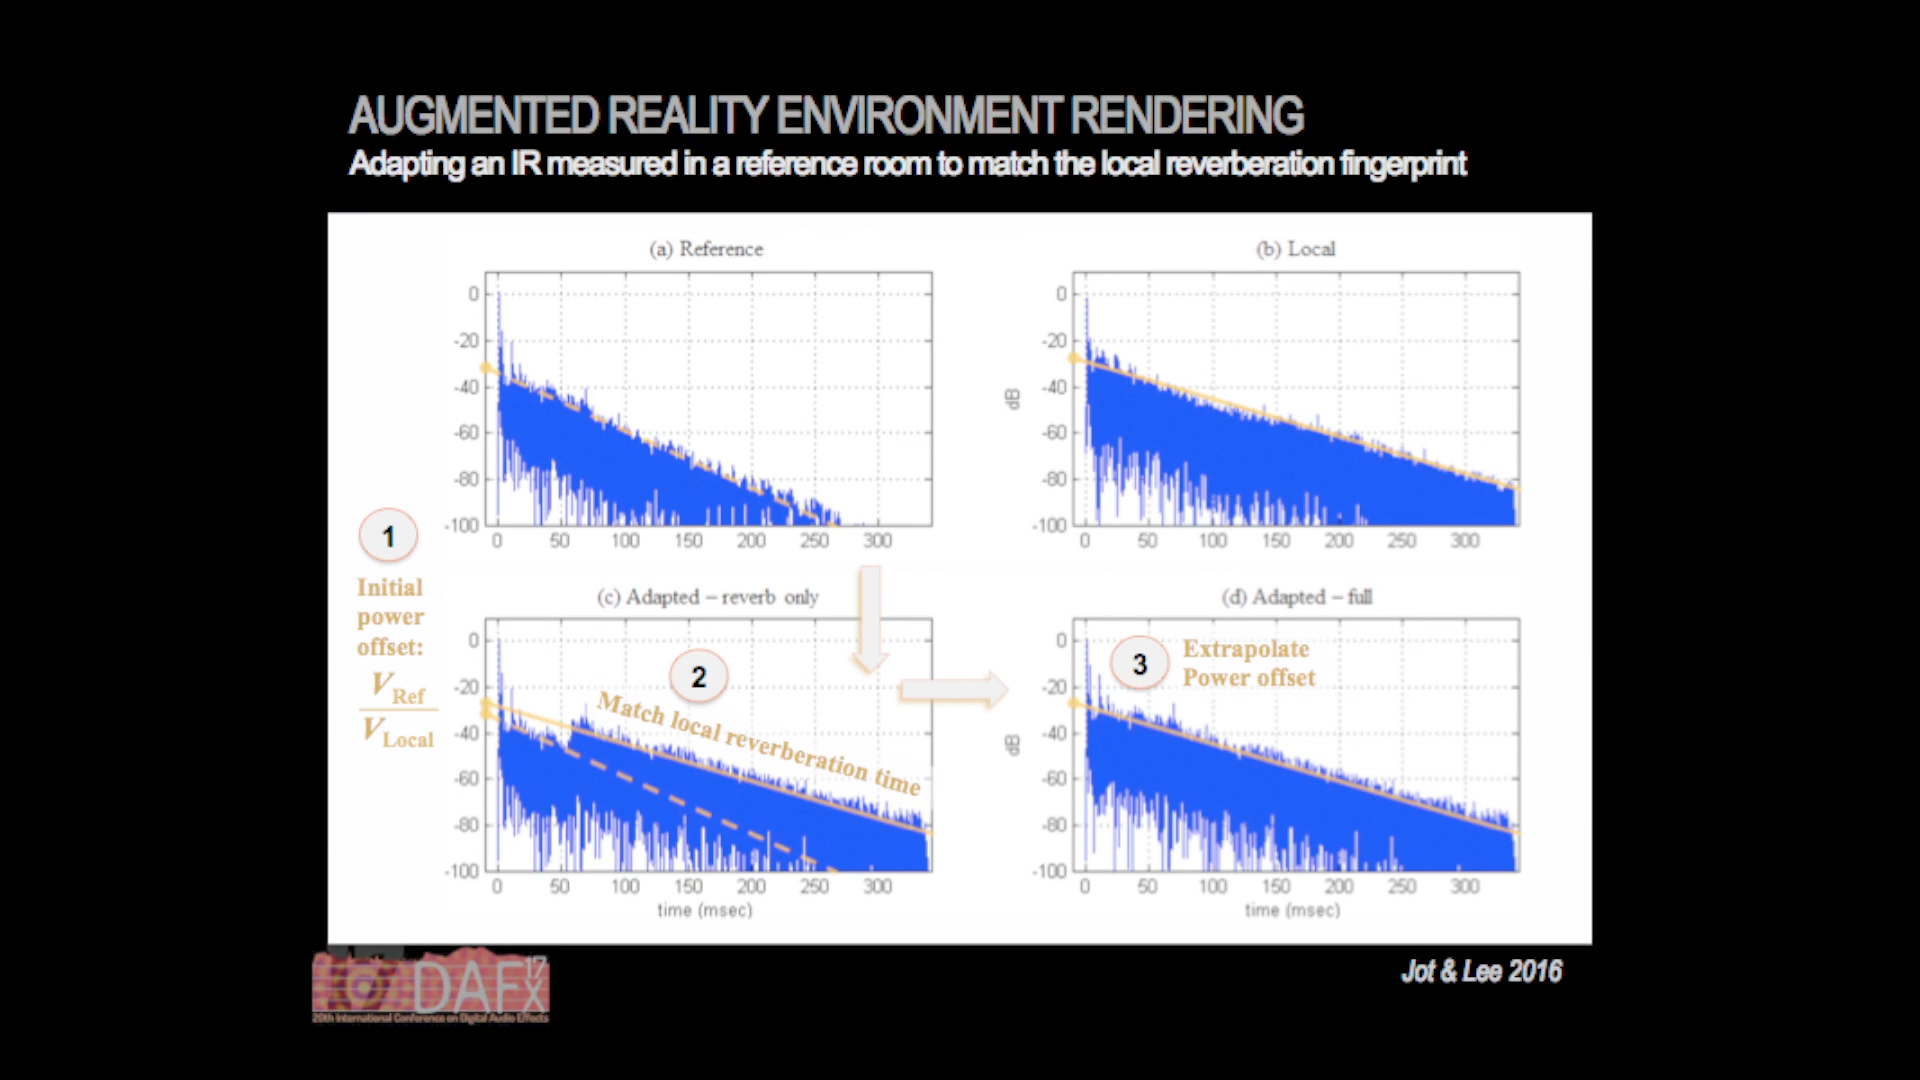 AUGMENTED REALITY ENVIRONMENT RENDERING
Adapting an IR measured in a reference room to match the local reverberation fingerprint
(a) Reference
0
-20
-40
-60
-80
-100
0 50 100 150 200 250 300
(b) Local
dB
0
-20
-40
-60
-80
-100
0 50 100 150 200 250 300
1
Initial
power
offset:
V Ref
V Local
(c) Adapted – reverb only
0
-20
-40
-60
-80
-100
2
Match local reverberation time
0 50 100 150 200 250 300
time (msec)
(d) Adapted – full
dB
0
-20
-40
-60
-80
-100
3
Extrapolate
Power offset
0 50 100 150 200 250 300
time (msec)
DAFx 17
20th International Conference on Digital Audio Effects
Jot & Lee 2016